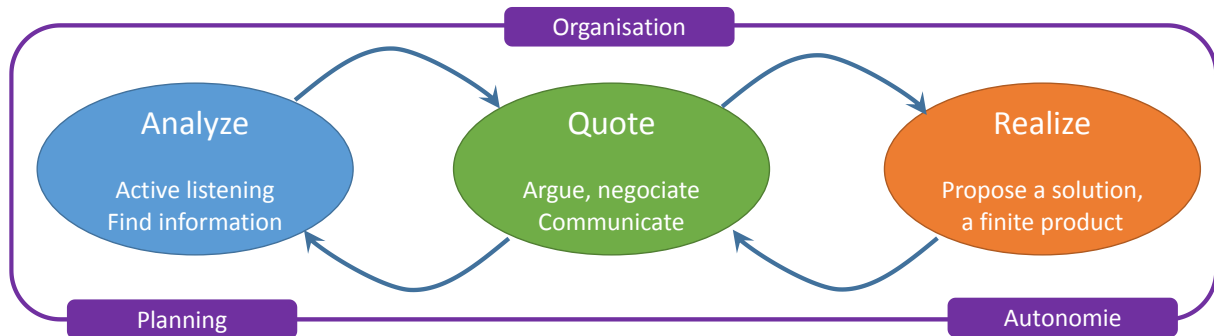 Organisation
Analyze
Active listening
Find information
Quote
Argue, negociate
Communicate
Realize
Propose a solution,
a finite product
Planning
Autonomie